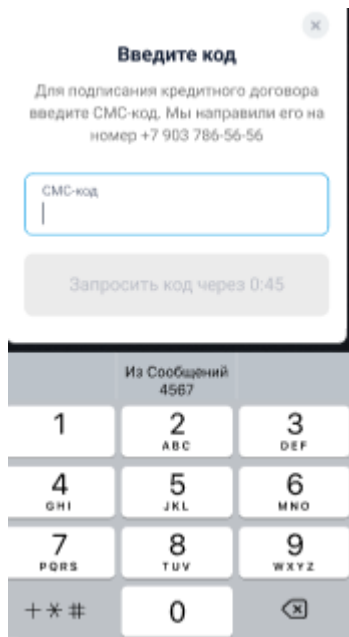 Введите код
Для подписания кредитного договора
введите СМС-код. Мы направили его на
номер +7 903 786-56-56
СМС-код
Запросить код через 0:45
Из Сообщений
4567
1
2
ABC
3
DEF
4
GHI
5
JKL
6
MNO
7
PQRS
8
TUV
9
WXYZ
+ * #
0